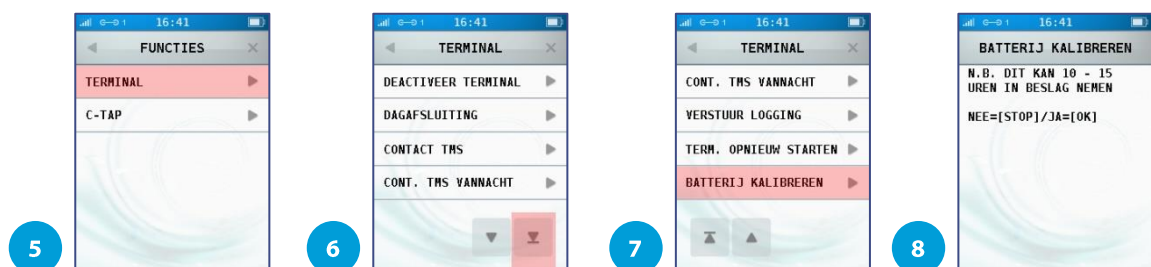 16:41
FUNCTIES
TERMINAL
C-TAP
5
16:41
TERMINAL
DEACTIVEER TERMINAL
DAGAFSLUITING
CONTACT TMS
CONT. TMS VANNACHT
6
16:41
TERMINAL
CONT. TMS VANNACHT
VERSTUUR LOGGING
TERM. OPNIEUW STARTEN
BATTERIJ KALIBREREN
7
16:41
BATTERIJ KALIBREREN
N.B. DIT KAN 10 - 15
UREN IN BESLAG NEMEN
NEE=[STOP]/JA=[OK]
8